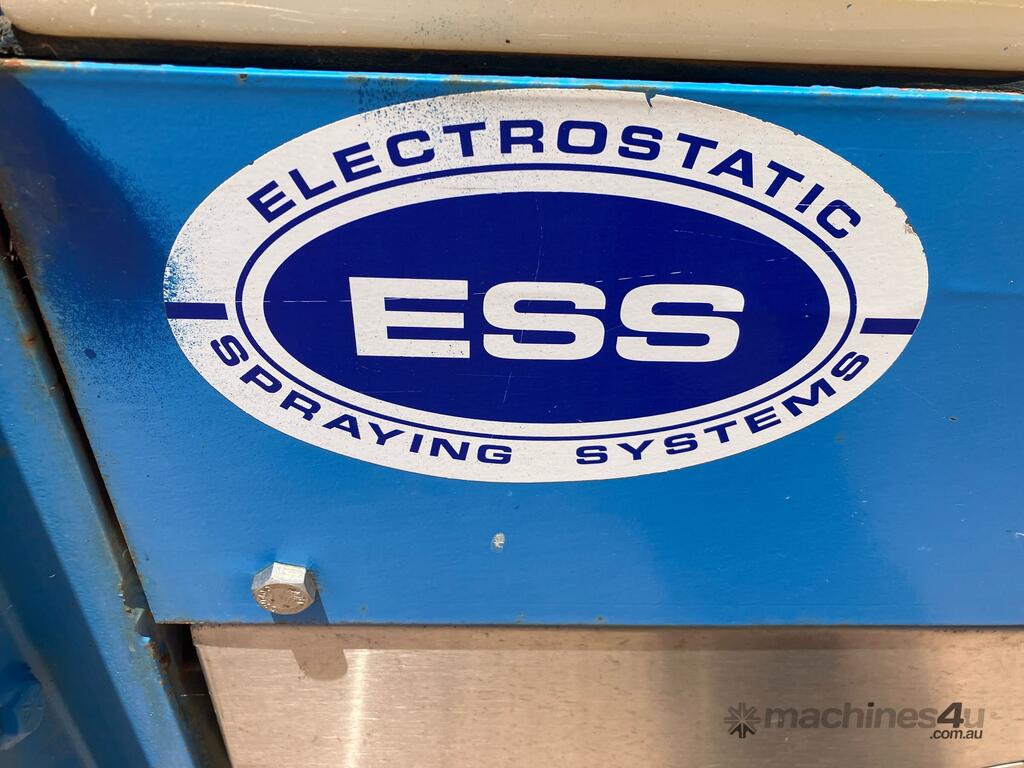 ELECTROSTATIC
ESS
SPRAYING SYSTEMS
machines4u
.com.au